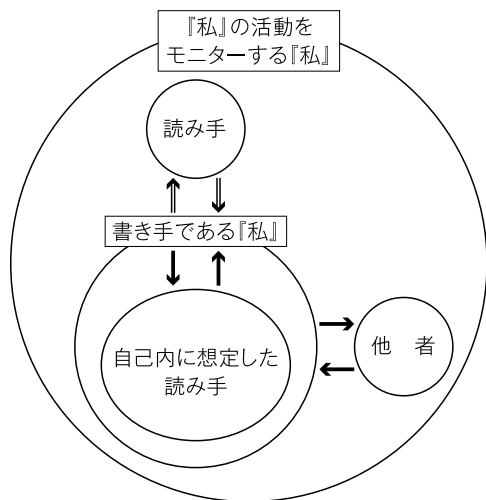 『私』の活動を
モニターする『私』
読み手
書き手である『私』
自己内に想定した
読み手
他　者